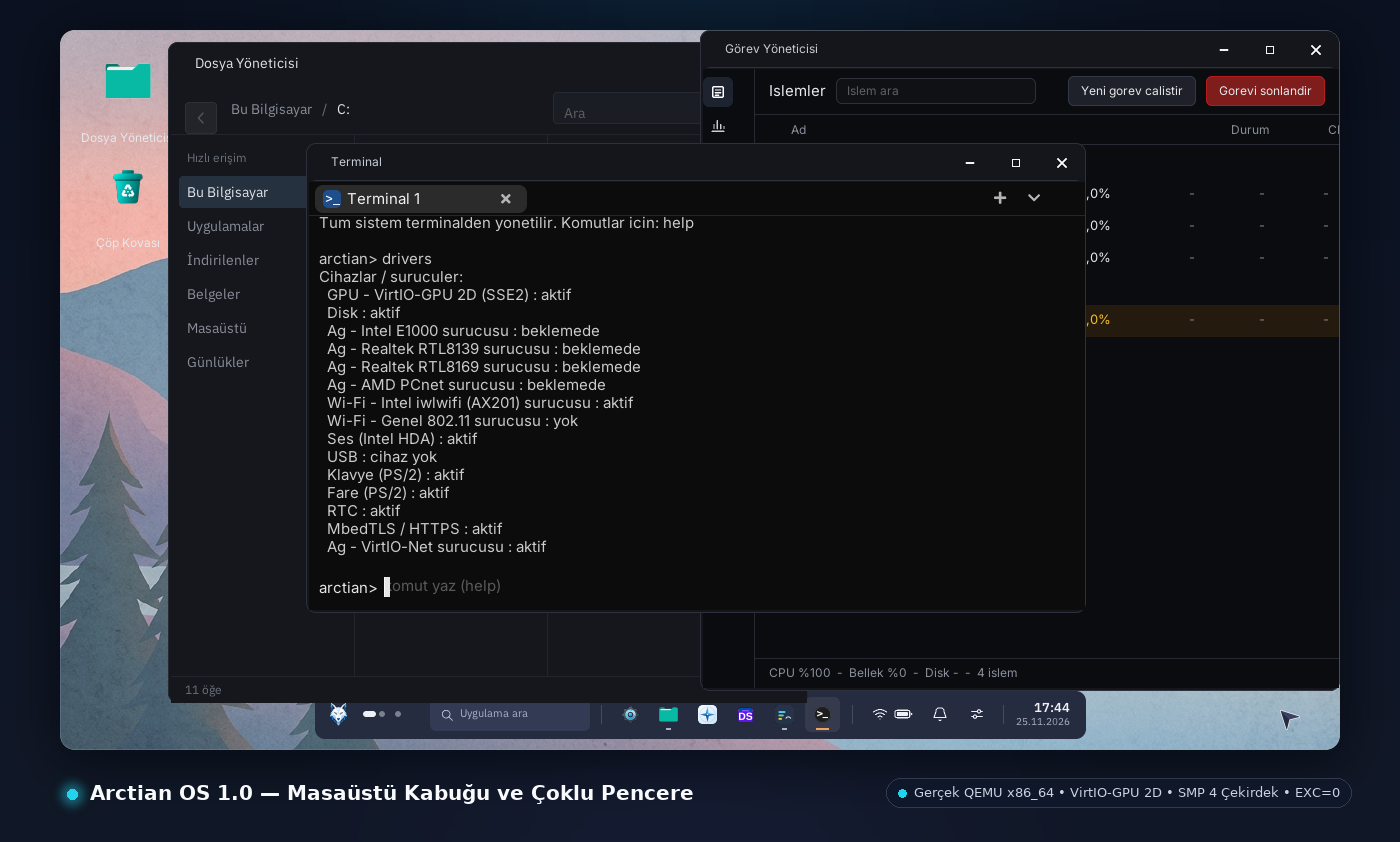 Dosya Yöneticisi
Çöp Kovası
Dosya Yöneticisi
Bu Bilgisayar / C:
Ara
Hızlı erişim
Bu Bilgisayar
Uygulamalar
İndirilenler
Belgeler
Masaüstü
Günlükler
11 öğe
Görev Yöneticisi
Islemler
Islem ara
Yeni gorev calistir
Gorevi sonlandir
Ad Durum
,0% - - -
,0% - - -
,0% - - -
,0% - - -
CPU %100 - Bellek %0 - Disk - - 4 islem
Terminal
>_ Terminal 1
Tum sistem terminalden yonetilir. Komutlar icin: help
arctian> drivers
Cihazlar / suruculer:
GPU - VirtIO-GPU 2D (SSE2) : aktif
Disk : aktif
Ag - Intel E1000 surucusu : beklemede
Ag - Realtek RTL8139 surucusu : beklemede
Ag - Realtek RTL8169 surucusu : beklemede
Ag - AMD PCnet surucusu : beklemede
Wi-Fi - Intel iwlwifi (AX201) surucusu : aktif
Wi-Fi - Genel 802.11 surucusu : yok
Ses (Intel HDA) : aktif
USB : cihaz yok
Klavye (PS/2) : aktif
Fare (PS/2) : aktif
RTC : aktif
MbedTLS / HTTPS : aktif
Ag - VirtIO-Net surucusu : aktif
arctian> omut yaz (help)
Uygulama ara
DS
>_
17:44
25.11.2026
Arctian OS 1.0 — Masaüstü Kabuğu ve Çoklu Pencere
Gerçek QEMU x86_64 • VirtIO-GPU 2D • SMP 4 Çekirdek • EXC=0